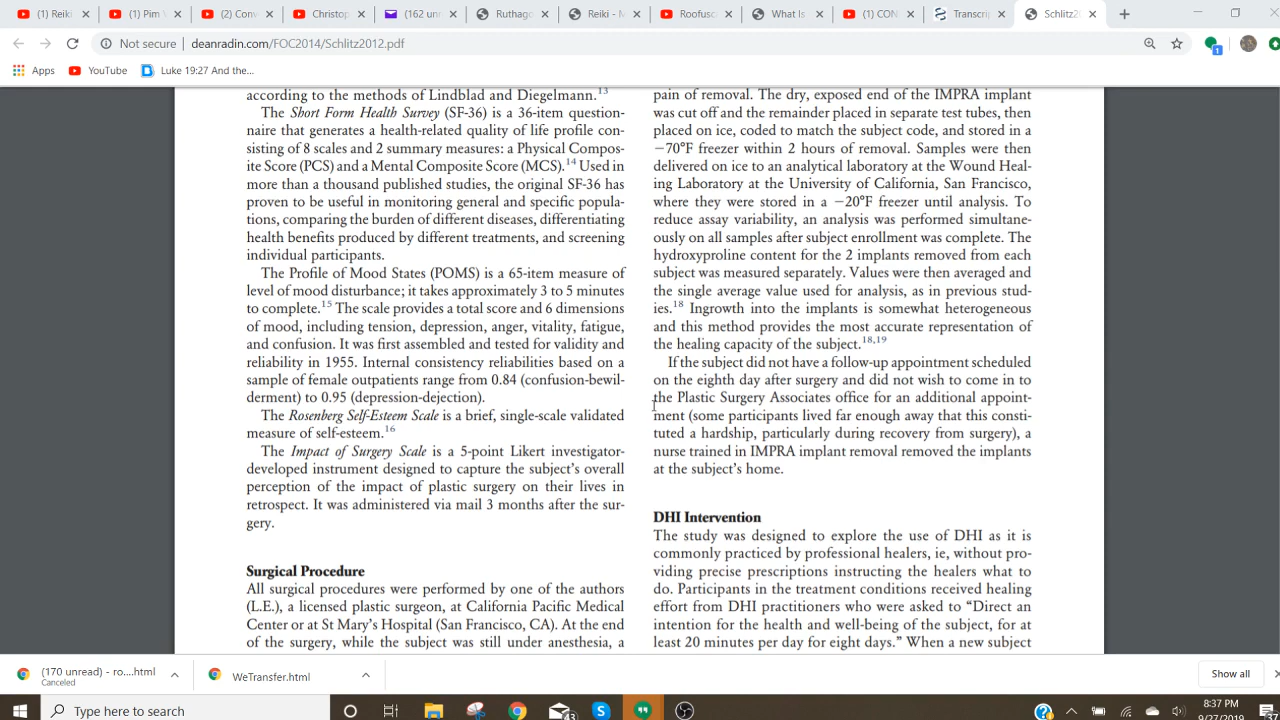 (1) Reiki
(1) Pim V
(2) Conv
Christop
(162 unr
Ruthago
Reiki - M
Roofusc
What Is
(1) CON
Transcrip
Schlitz2
Not secure | deanradin.com/FOC2014/Schlitz2012.pdf
1
Apps
YouTube
Luke 19:27 And the...
according to the methods of Lindblad and Diegelmann.13
The Short Form Health Survey (SF-36) is a 36-item question-
naire that generates a health-related quality of life profile con-
sisting of 8 scales and 2 summary measures: a Physical Compos-
ite Score (PCS) and a Mental Composite Score (MCS).14 Used in
more than a thousand published studies, the original SF-36 has
proven to be useful in monitoring general and specific popula-
tions, comparing the burden of different diseases, differentiating
health benefits produced by different treatments, and screening
individual participants.
The Profile of Mood States (POMS) is a 65-item measure of
level of mood disturbance; it takes approximately 3 to 5 minutes
to complete.15 The scale provides a total score and 6 dimensions
of mood, including tension, depression, anger, vitality, fatigue,
and confusion. It was first assembled and tested for validity and
reliability in 1955. Internal consistency reliabilities based on a
sample of female outpatients range from 0.84 (confusion-bewil-
derment) to 0.95 (depression-dejection).
The Rosenberg Self-Esteem Scale is a brief, single-scale validated
measure of self-esteem.16
The Impact of Surgery Scale is a 5-point Likert investigator-
developed instrument designed to capture the subject's overall
perception of the impact of plastic surgery on their lives in
retrospect. It was administered via mail 3 months after the sur-
gery.
Surgical Procedure
All surgical procedures were performed by one of the authors
(L.E.), a licensed plastic surgeon, at California Pacific Medical
Center or at St Mary's Hospital (San Francisco, CA). At the end
of the surgery, while the subject was still under anesthesia, a
pain of removal. The dry, exposed end of the IMPRA implant
was cut off and the remainder placed in separate test tubes, then
placed on ice, coded to match the subject code, and stored in a
−70°F freezer within 2 hours of removal. Samples were then
delivered on ice to an analytical laboratory at the Wound Heal-
ing Laboratory at the University of California, San Francisco,
where they were stored in a −20°F freezer until analysis. To
reduce assay variability, an analysis was performed simultane-
ously on all samples after subject enrollment was complete. The
hydroxyproline content for the 2 implants removed from each
subject was measured separately. Values were then averaged and
the single average value used for analysis, as in previous stud-
ies.18 Ingrowth into the implants is somewhat heterogeneous
and this method provides the most accurate representation of
the healing capacity of the subject.18,19
If the subject did not have a follow-up appointment scheduled
on the eighth day after surgery and did not wish to come in to
the Plastic Surgery Associates office for an additional appoint-
ment (some participants lived far enough away that this consti-
tuted a hardship, particularly during recovery from surgery), a
nurse trained in IMPRA implant removal removed the implants
at the subject's home.
DHI Intervention
The study was designed to explore the use of DHI as it is
commonly practiced by professional healers, ie, without pro-
viding precise prescriptions instructing the healers what to
do. Participants in the treatment conditions received healing
effort from DHI practitioners who were asked to "Direct an
intention for the health and well-being of the subject, for at
least 20 minutes per day for eight days." When a new subject
(170 unread) - ro....html
Canceled
WeTransfer.html
Show all
Type here to search
43
8:37 PM
9/27/2019